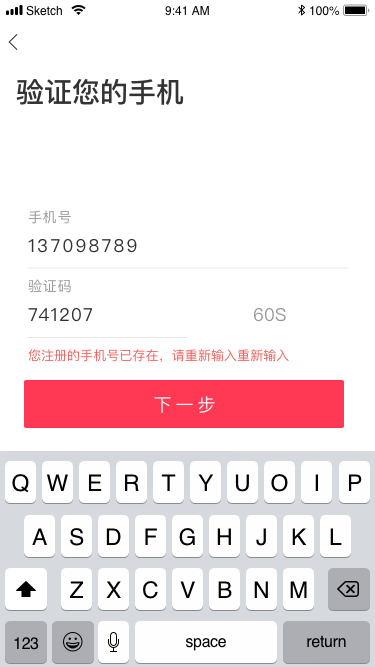 Sketch 9:41 AM 100%
验证您的手机
手机号
137098789
验证码
741207 60S
您注册的手机号已存在，请重新输入重新输入
下一步
Q W E R T Y U O I P
A S D F G H J K L
Z X C V B N M
123 space return